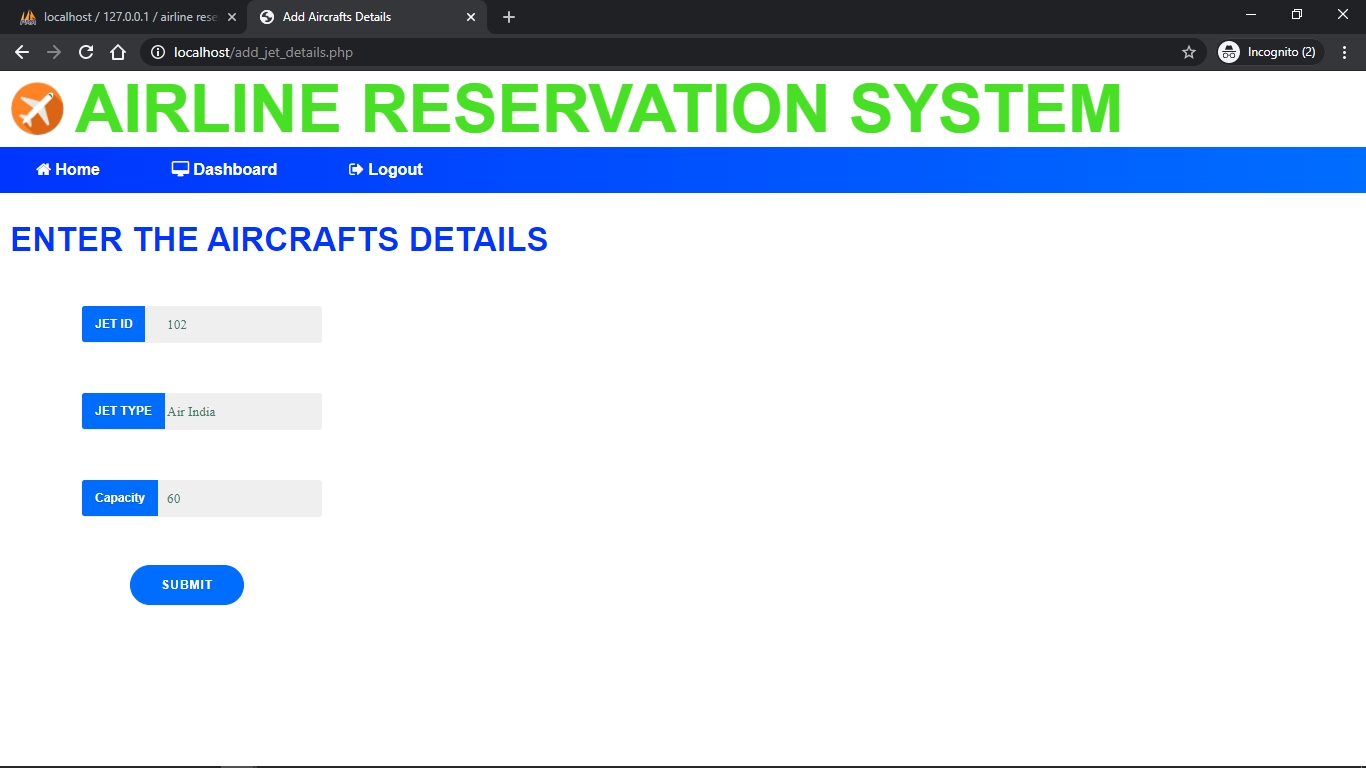 localhost / 127.0.0.1 / airline rese
Add Aircrafts Details
localhost/add_jet_details.php
Incognito (2)
AIRLINE RESERVATION SYSTEM
Home Dashboard Logout
ENTER THE AIRCRAFTS DETAILS
JET ID 102
JET TYPE Air India
Capacity 60
SUBMIT